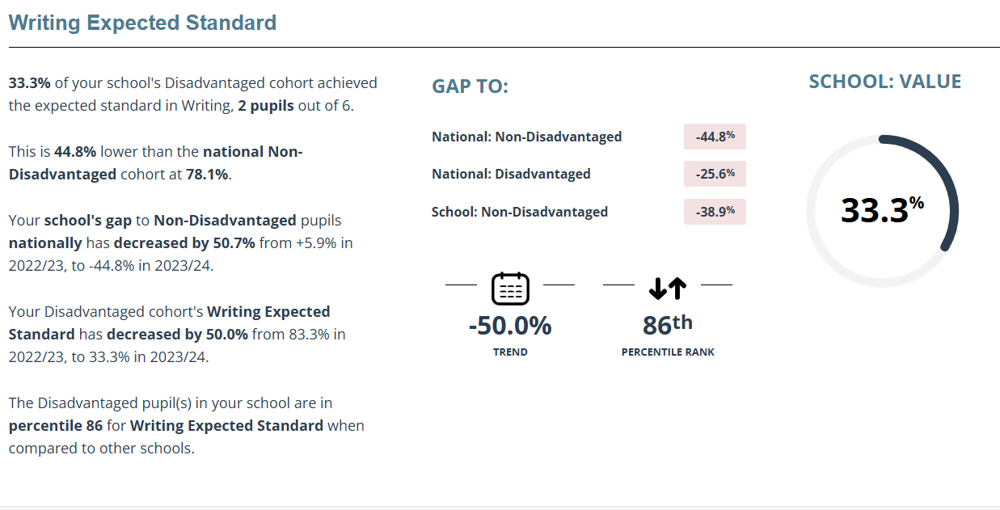 Writing Expected Standard
33.3% of your school's Disadvantaged cohort achieved
the expected standard in Writing, 2 pupils out of 6.
This is 44.8% lower than the national Non-
Disadvantaged cohort at 78.1%.
Your school's gap to Non-Disadvantaged pupils
nationally has decreased by 50.7% from +5.9% in
2022/23, to -44.8% in 2023/24.
Your Disadvantaged cohort's Writing Expected
Standard has decreased by 50.0% from 83.3% in
2022/23, to 33.3% in 2023/24.
The Disadvantaged pupil(s) in your school are in
percentile 86 for Writing Expected Standard when
compared to other schools.
GAP TO:
National: Non-Disadvantaged -44.8%
National: Disadvantaged -25.6%
School: Non-Disadvantaged -38.9%
-50.0%
TREND
86th
PERCENTILE RANK
SCHOOL: VALUE
33.3%